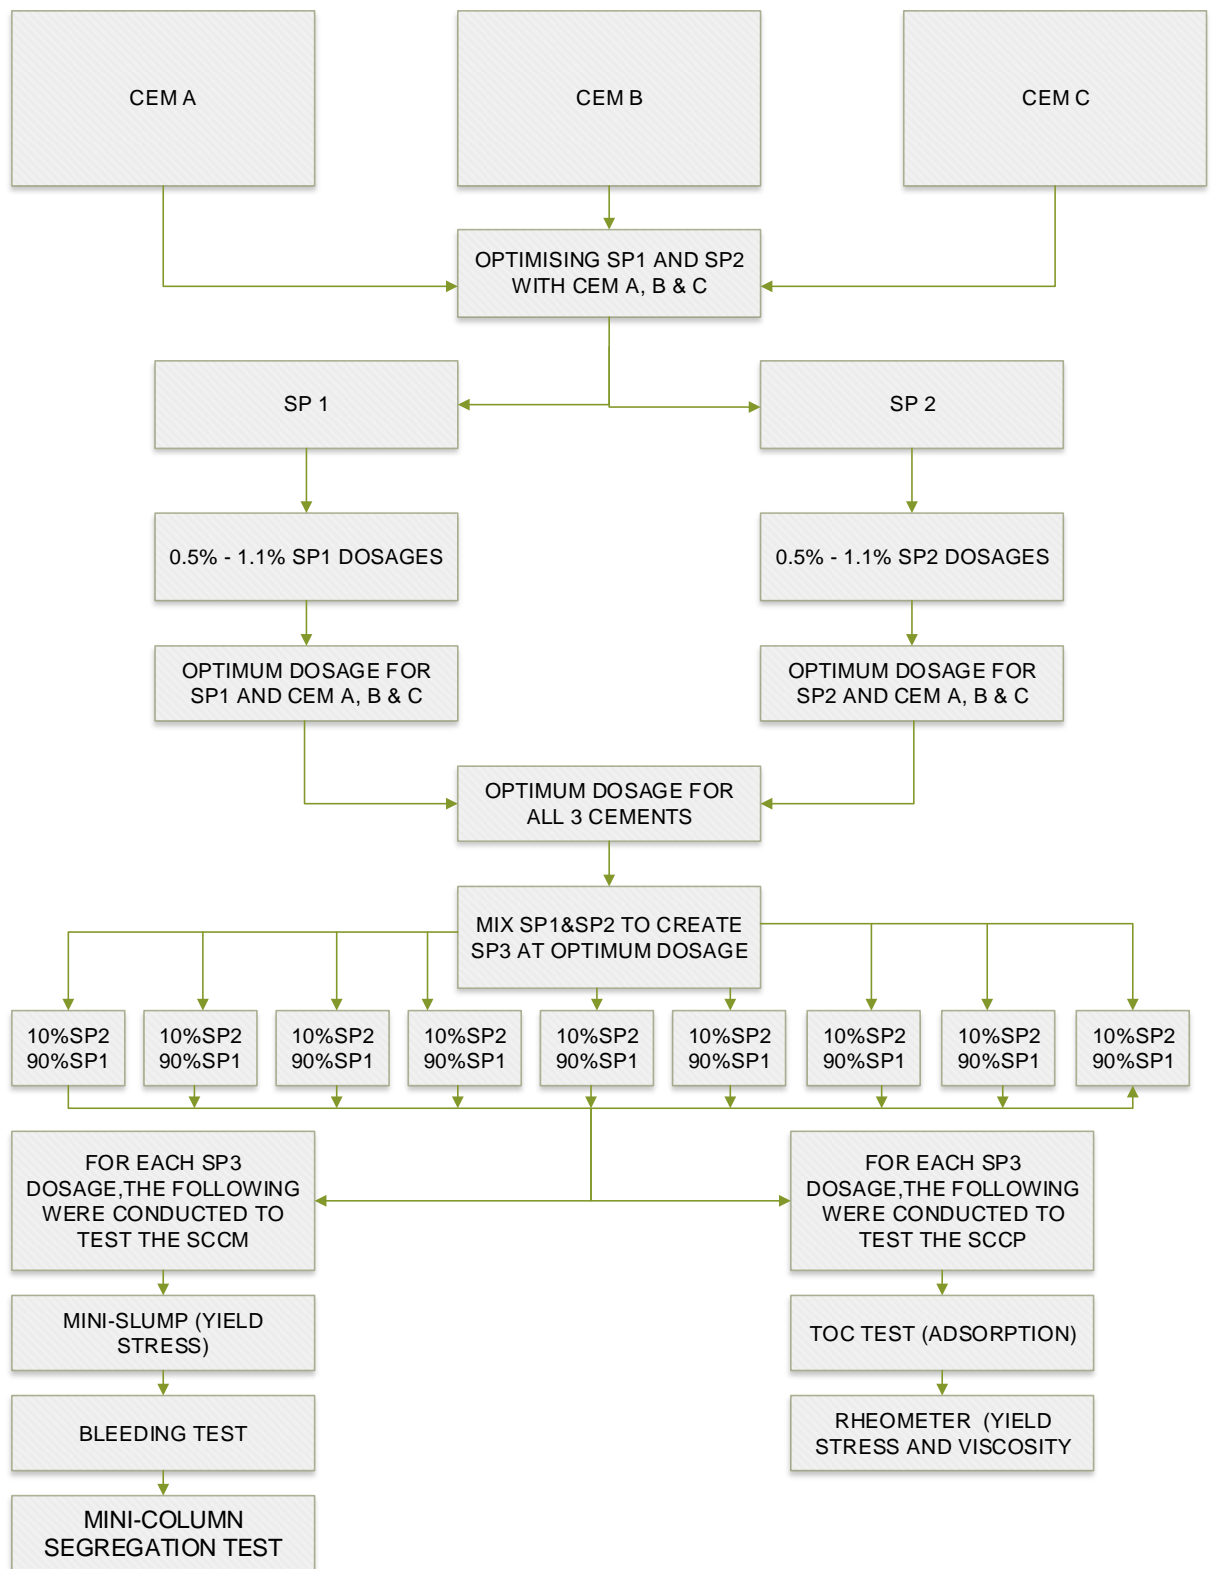 CEM A
CEM B
CEM C
OPTIMISING SP1 AND SP2
WITH CEM A, B & C
SP 1
SP 2
0.5% - 1.1% SP1 DOSAGES
0.5% - 1.1% SP2 DOSAGES
OPTIMUM DOSAGE FOR
SP1 AND CEM A, B & C
OPTIMUM DOSAGE FOR
SP2 AND CEM A, B & C
OPTIMUM DOSAGE FOR
ALL 3 CEMENTS
MIX SP1&SP2 TO CREATE
SP3 AT OPTIMUM DOSAGE
10%SP2
90%SP1
10%SP2
90%SP1
10%SP2
90%SP1
10%SP2
90%SP1
10%SP2
90%SP1
10%SP2
90%SP1
10%SP2
90%SP1
10%SP2
90%SP1
10%SP2
90%SP1
FOR EACH SP3
DOSAGE,THE FOLLOWING
WERE CONDUCTED TO
TEST THE SCCM
FOR EACH SP3
DOSAGE,THE FOLLOWING
WERE CONDUCTED TO
TEST THE SCCP
MINI-SLUMP (YIELD
STRESS)
TOC TEST (ADSORPTION)
BLEEDING TEST
RHEOMETER  (YIELD
STRESS AND VISCOSITY
MINI-COLUMN
SEGREGATION TEST